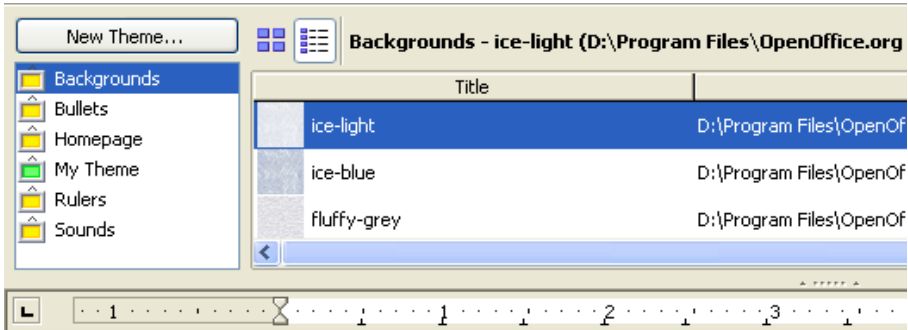 New Theme...
Backgrounds - ice-light (D:\Program Files\OpenOffice.org
Backgrounds
Bullets
Homepage
My Theme
Rulers
Sounds
Title
ice-light D:\Program Files\OpenOf
ice-blue D:\Program Files\OpenOf
fluffy-grey D:\Program Files\OpenOf
1 1 2 3